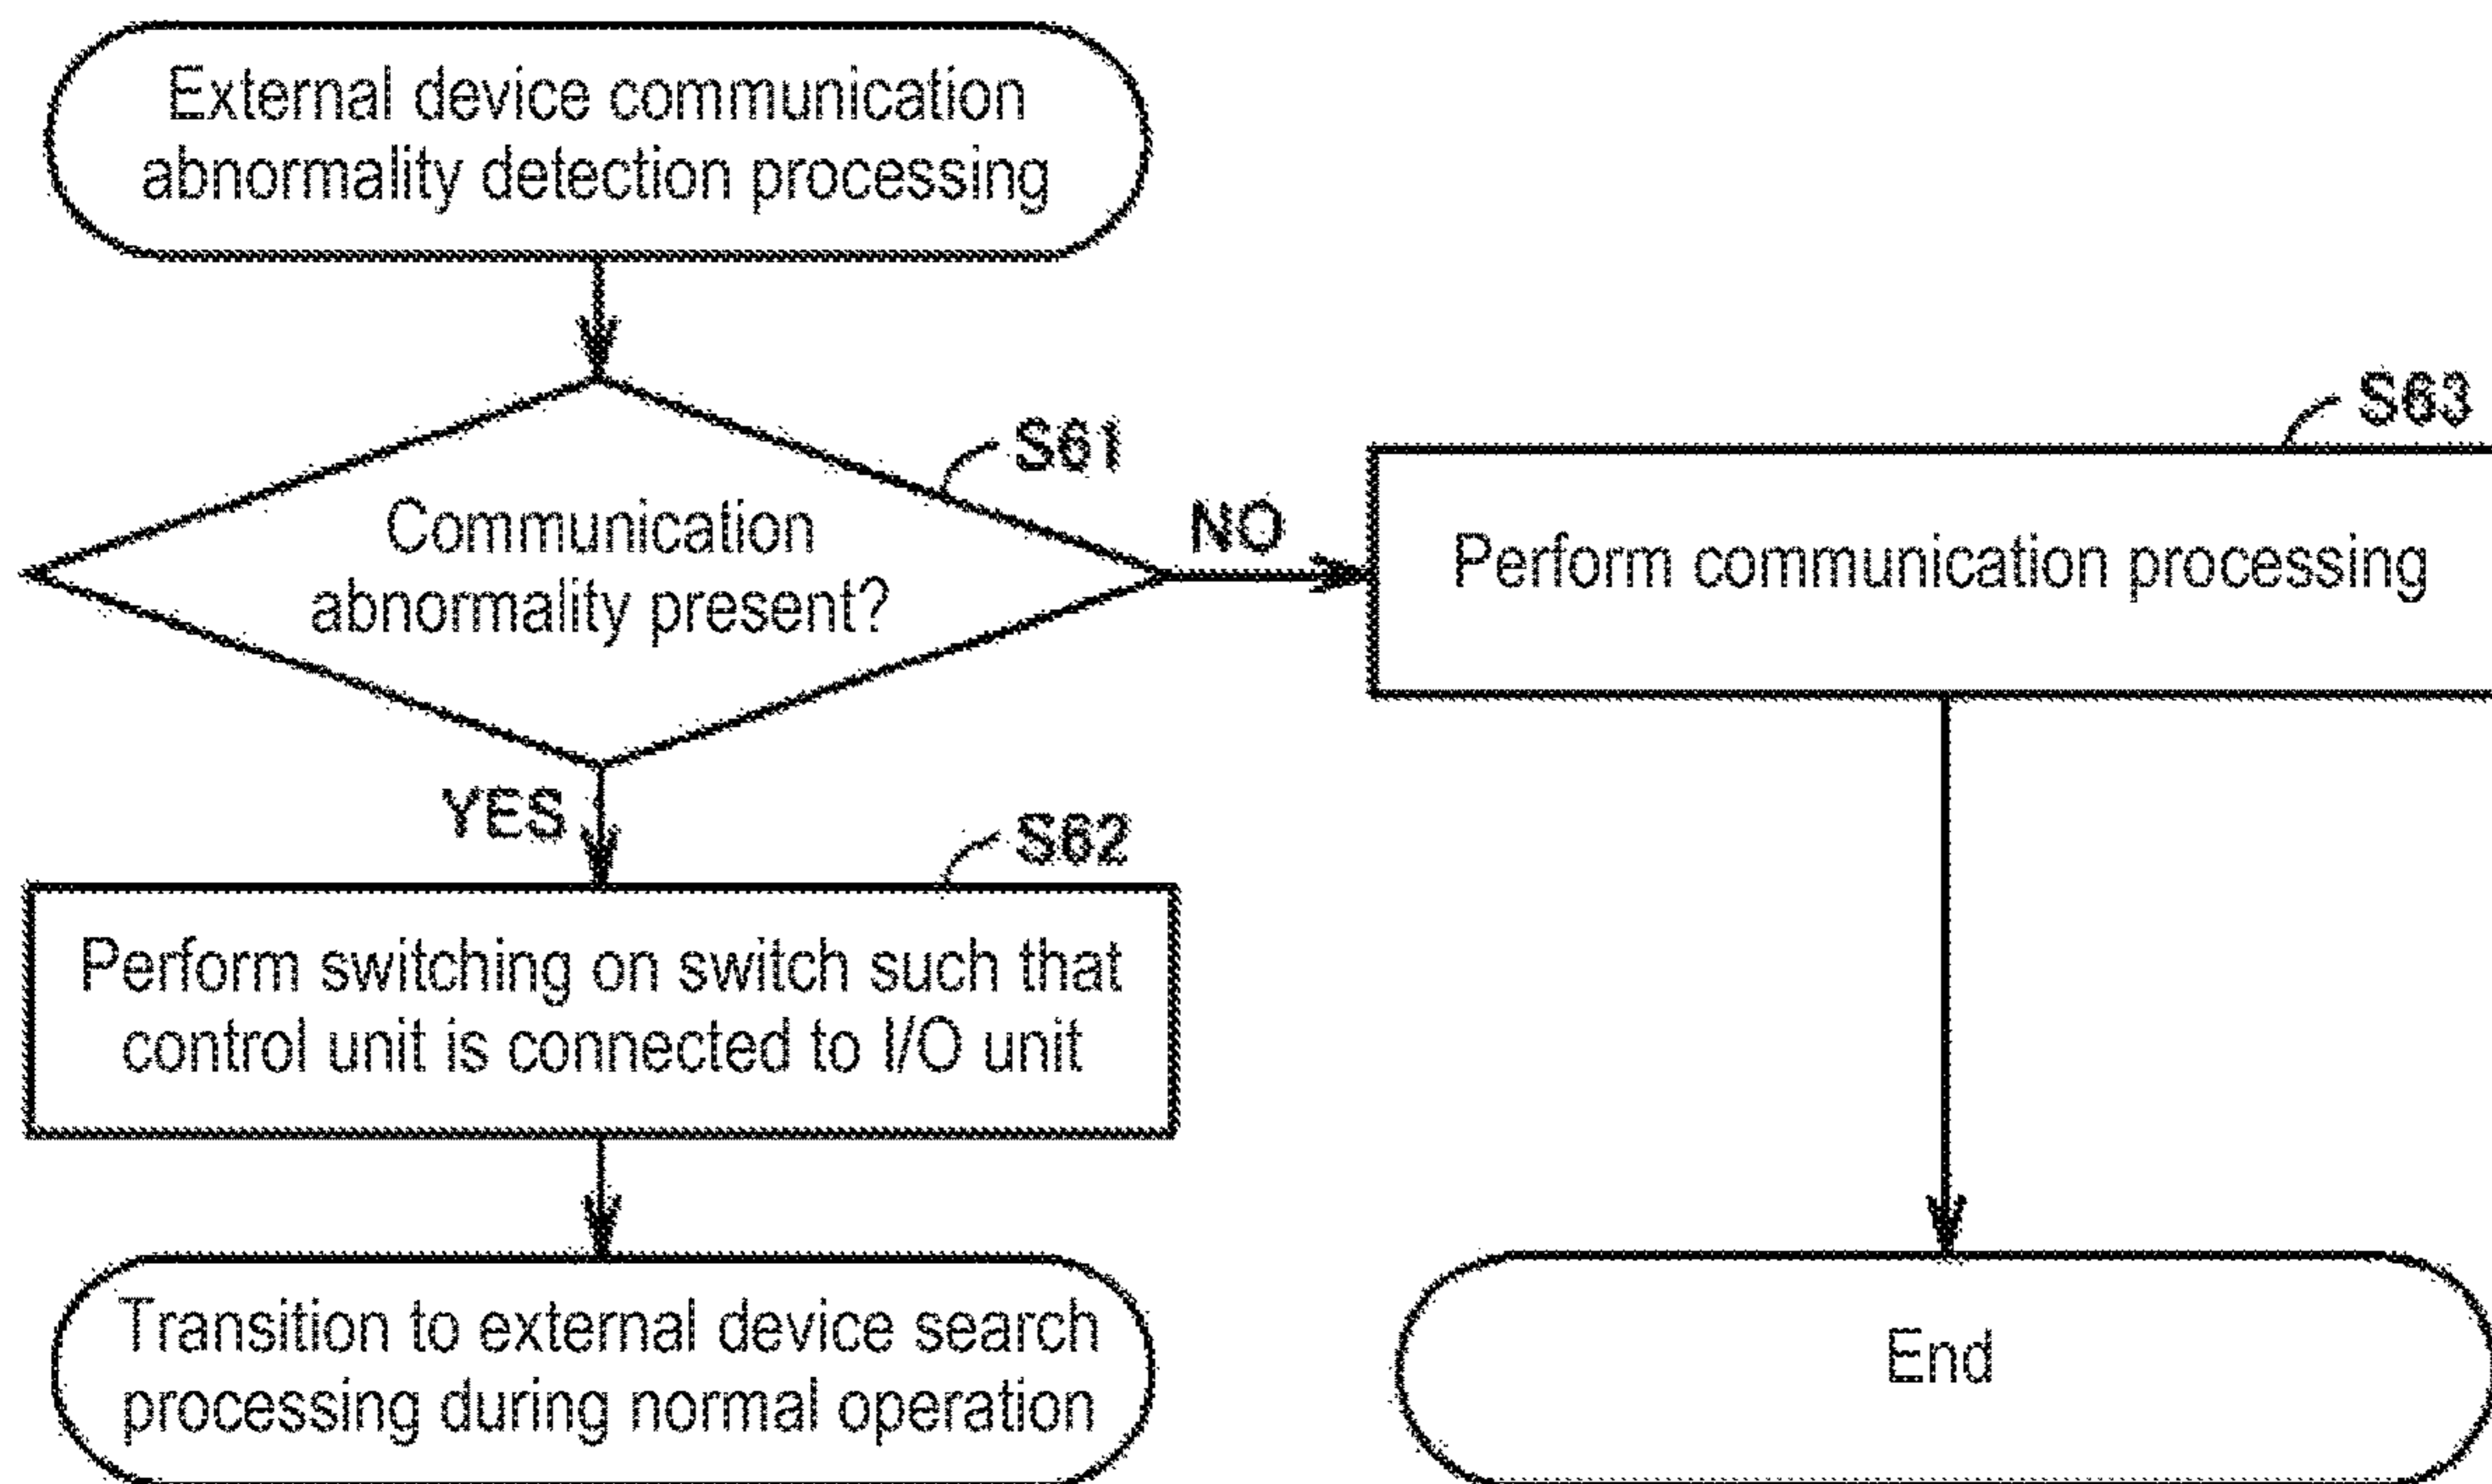 External device communication
abnormality detection processing
S61
Communication
abnormality present?
NO
S63
Perform communication processing
YES
S62
Perform switching on switch such that
control unit is connected to I/O unit
Transition to external device search
processing during normal operation
End